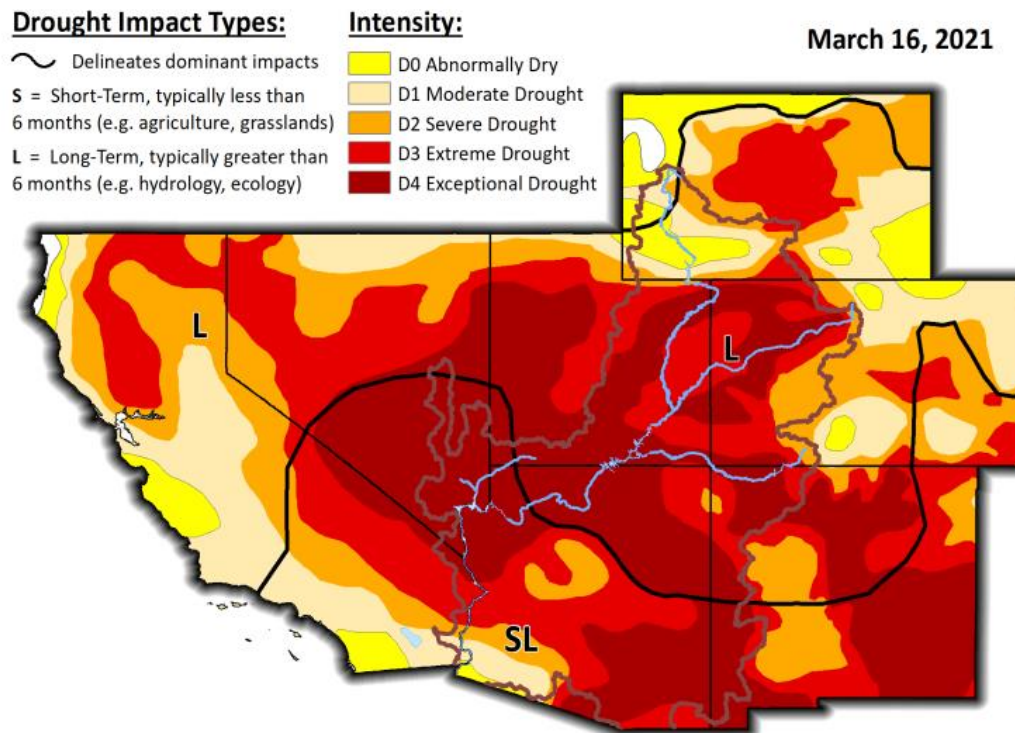 Drought Impact Types:
Delineates dominant impacts
S = Short-Term, typically less than
6 months (e.g. agriculture, grasslands)
L = Long-Term, typically greater than
6 months (e.g. hydrology, ecology)
Intensity:
D0 Abnormally Dry
D1 Moderate Drought
D2 Severe Drought
D3 Extreme Drought
D4 Exceptional Drought
March 16, 2021
L
L
SL